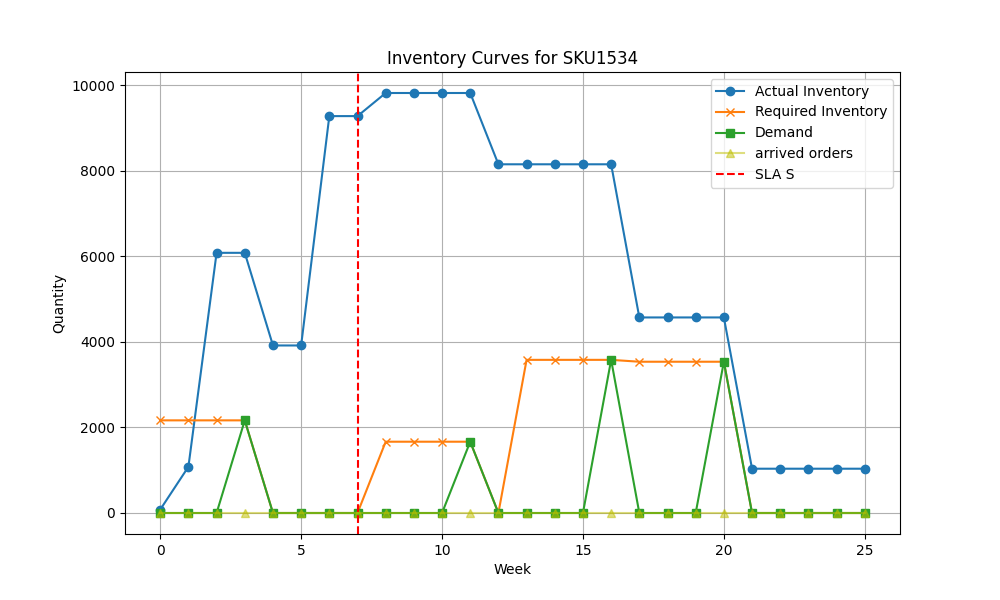 Inventory Curves for SKU1534
Quantity
10000
8000
6000
4000
2000
0
Actual Inventory
Required Inventory
Demand
arrived orders
SLA S
0 5 10 15 20 25
Week